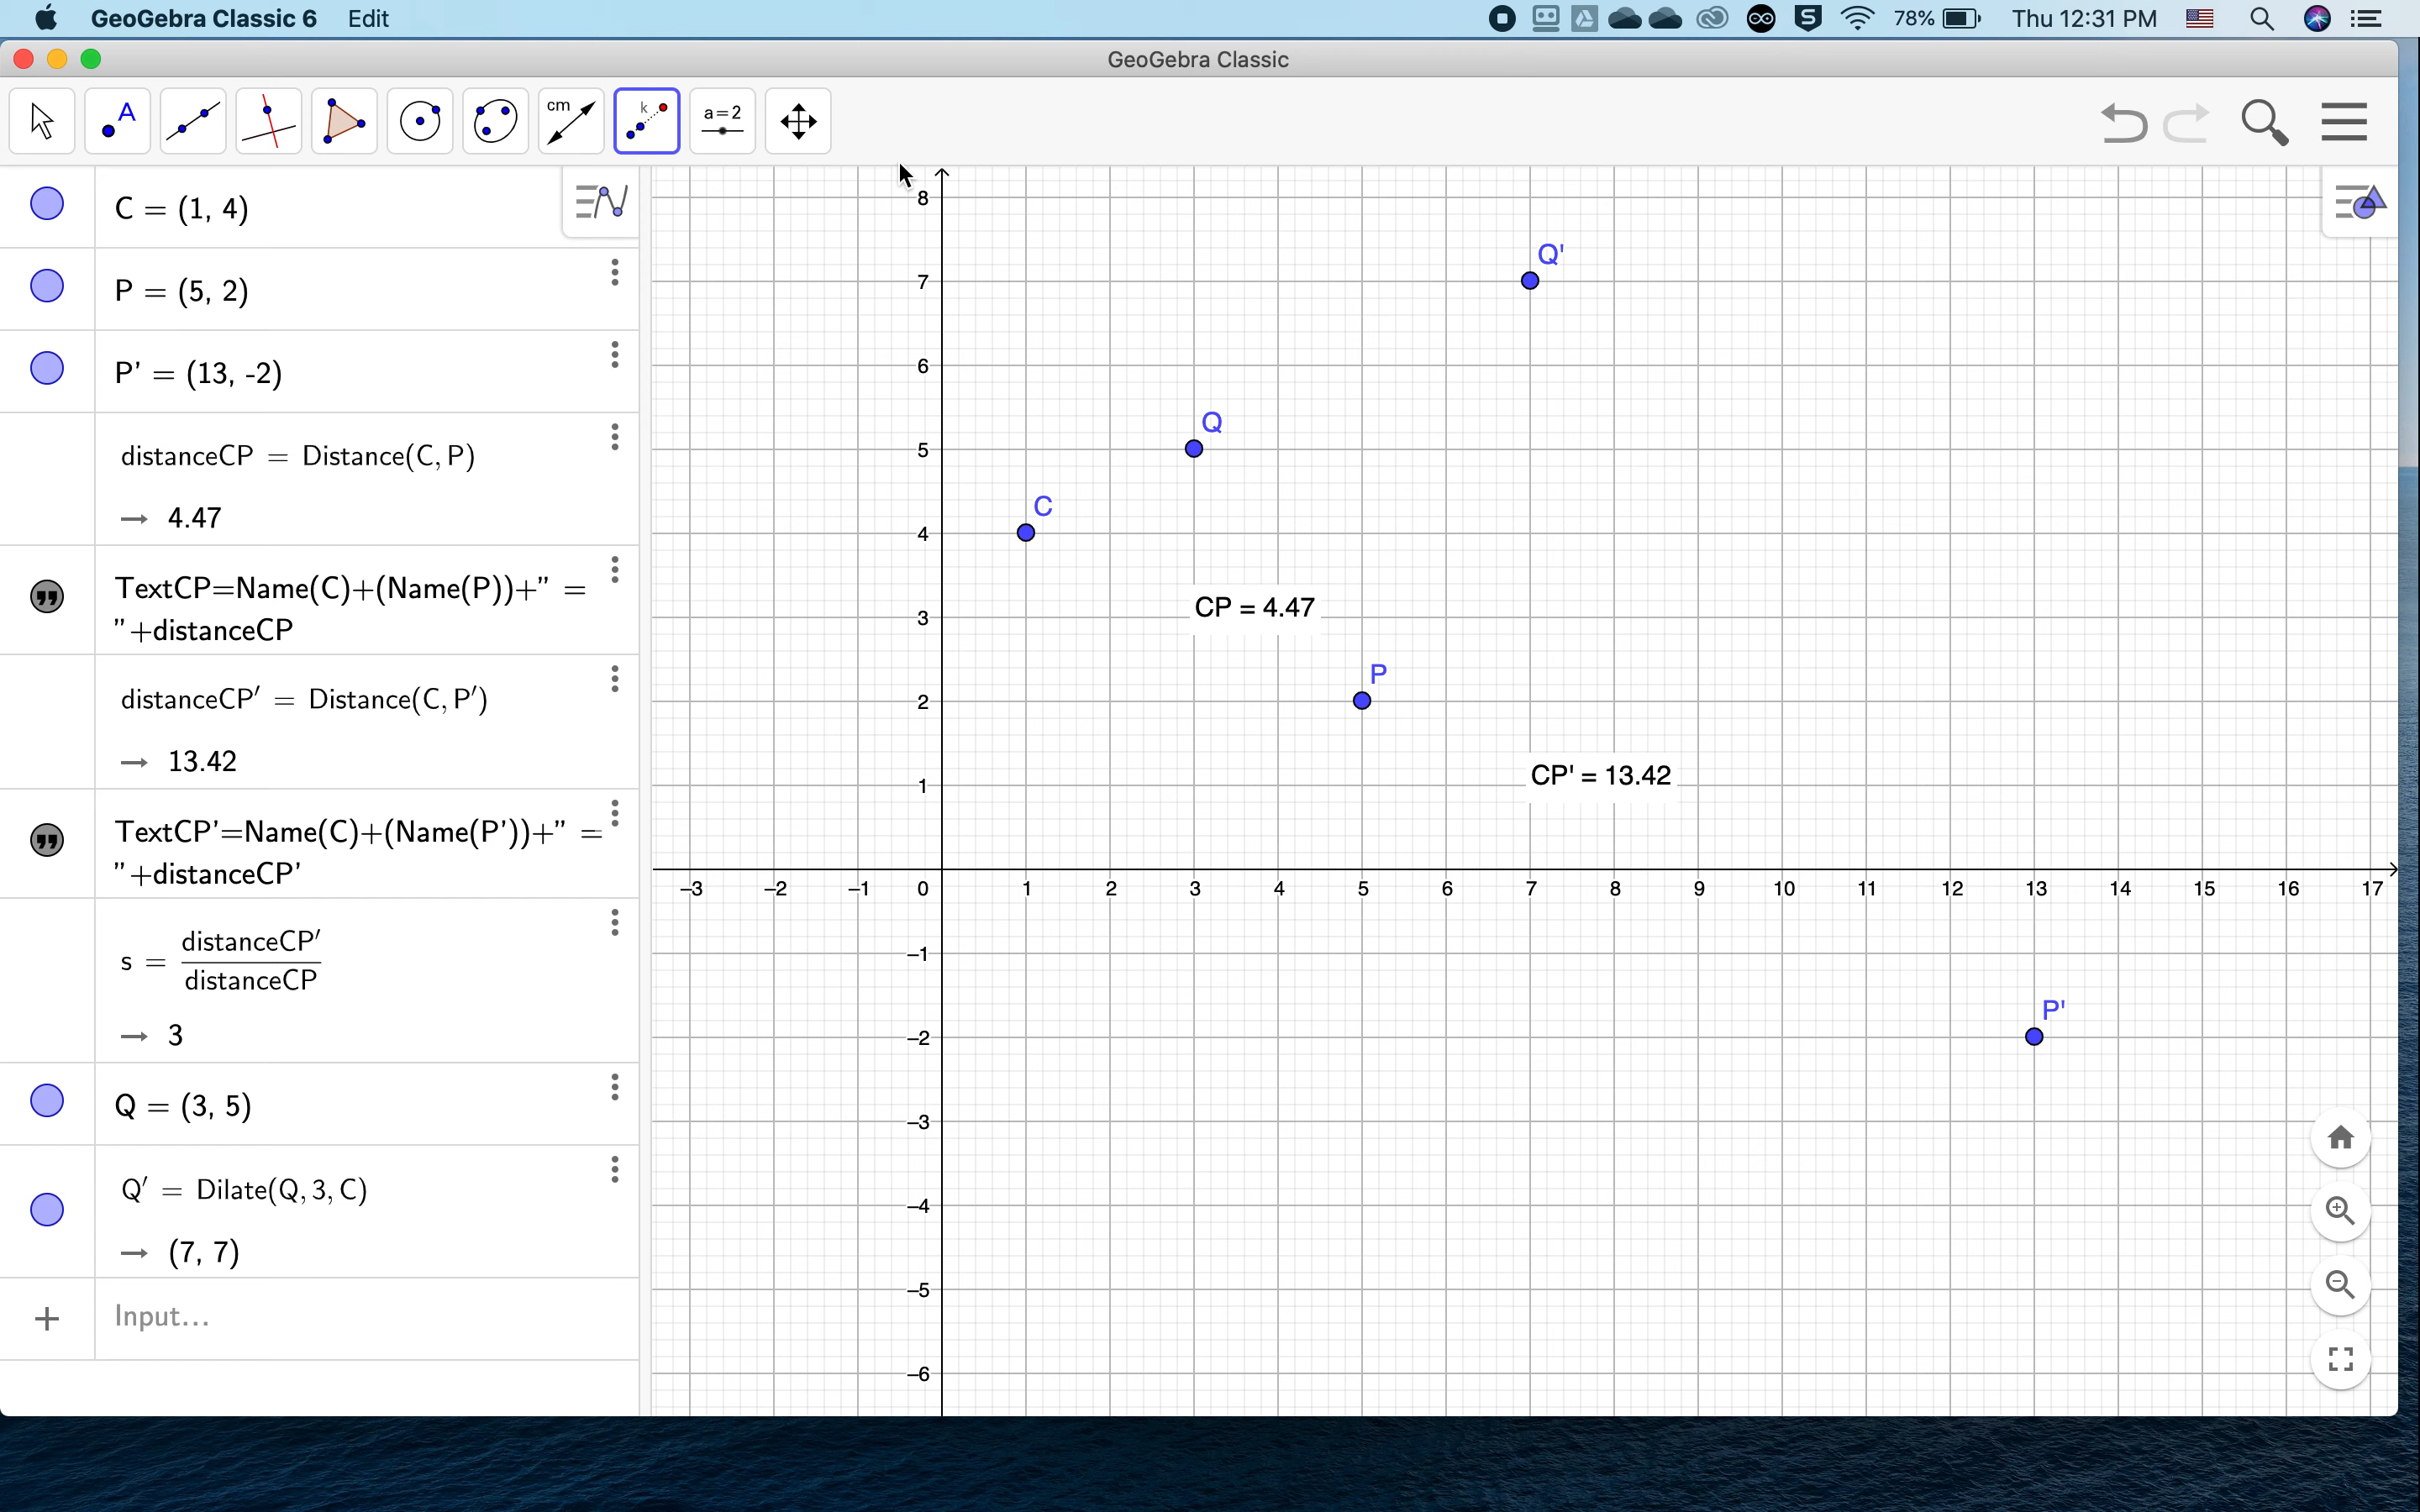 GeoGebra Classic 6 Edit 78% Thu 12:31 PM
GeoGebra Classic
A cm k a=2
C = (1, 4)
P = (5, 2)
P' = (13, -2)
distanceCP = Distance(C, P)
→ 4.47
TextCP=Name(C)+(Name(P))+" =
"+distanceCP
distanceCP′ = Distance(C, P′)
→ 13.42
TextCP'=Name(C)+(Name(P'))+" =
"+distanceCP'
s = distanceCP′
distanceCP
→ 3
Q = (3, 5)
Q′ = Dilate(Q, 3, C)
→ (7, 7)
+ Input...
8
Q'
7
6
Q
5
C
4
CP = 4.47
3
P
2
CP' = 13.42
1
–3 –2 –1 0 1 2 3 4 5 6 7 8 9 10 11 12 13 14 15 16 17
–1
P'
–2
–3
–4
–5
–6